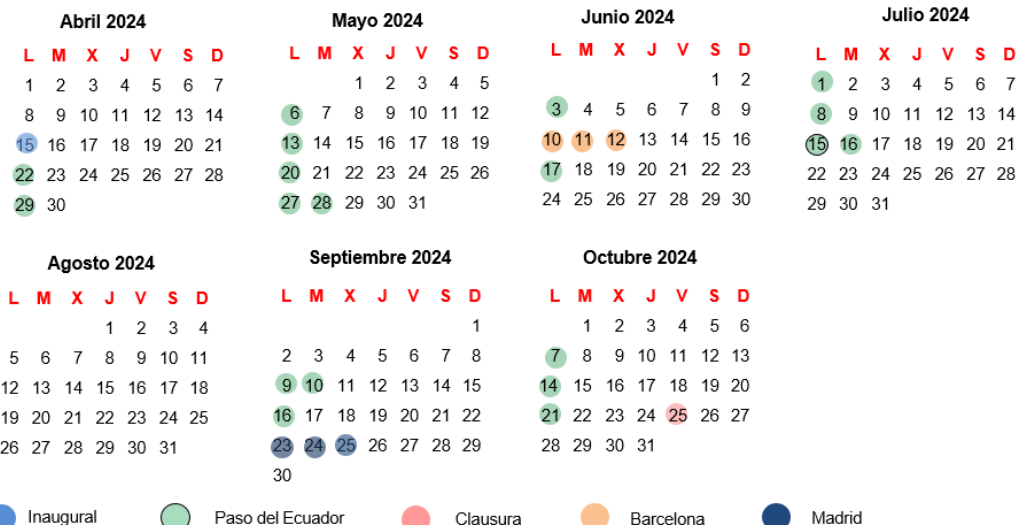 Abril 2024
L M X J V S D
1 2 3 4 5 6 7
8 9 10 11 12 13 14
15 16 17 18 19 20 21
22 23 24 25 26 27 28
29 30
Mayo 2024
L M X J V S D
1 2 3 4 5
6 7 8 9 10 11 12
13 14 15 16 17 18 19
20 21 22 23 24 25 26
27 28 29 30 31
Junio 2024
L M X J V S D
1 2
3 4 5 6 7 8 9
10 11 12 13 14 15 16
17 18 19 20 21 22 23
24 25 26 27 28 29 30
Julio 2024
L M X J V S D
1 2 3 4 5 6 7
8 9 10 11 12 13 14
15 16 17 18 19 20 21
22 23 24 25 26 27 28
29 30 31
Agosto 2024
L M X J V S D
1 2 3 4
5 6 7 8 9 10 11
12 13 14 15 16 17 18
19 20 21 22 23 24 25
26 27 28 29 30 31
Septiembre 2024
L M X J V S D
1
2 3 4 5 6 7 8
9 10 11 12 13 14 15
16 17 18 19 20 21 22
23 24 25 26 27 28 29
30
Octubre 2024
L M X J V S D
1 2 3 4 5 6
7 8 9 10 11 12 13
14 15 16 17 18 19 20
21 22 23 24 25 26 27
28 29 30 31
Inaugural Paso del Ecuador Clausura Barcelona Madrid